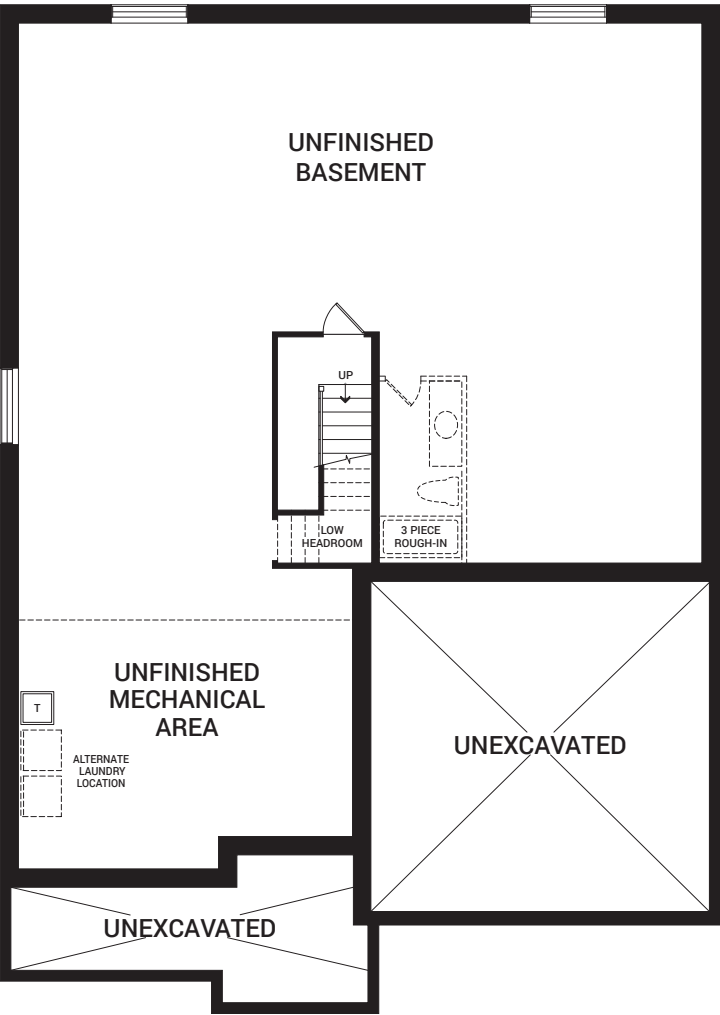 UNFINISHED
BASEMENT
UP
LOW
HEADROOM
3 PIECE
ROUGH-IN
UNFINISHED
MECHANICAL
AREA
T
ALTERNATE
LAUNDRY
LOCATION
UNEXCAVATED
UNEXCAVATED